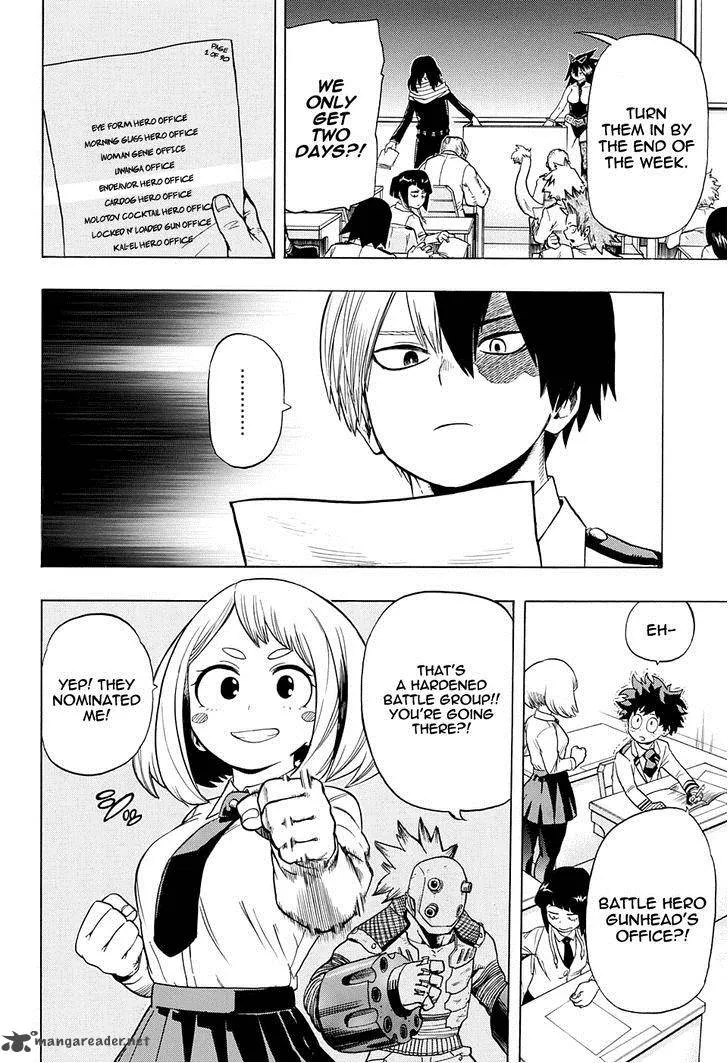 TURN
THEM IN BY
THE END OF
THE WEEK.
WE
ONLY
GET
TWO
DAYS?!
PAGE
1 OF 90
EYE FORM HERO OFFICE
MORNING GLASS HERO OFFICE
WOMAN GENIE OFFICE
UWANGA OFFICE
ENDEAVOR HERO OFFICE
CARDOG HERO OFFICE
MOLOTOV COCKTAIL HERO OFFICE
LOCKED N' LOADED GUN OFFICE
KAL-EL HERO OFFICE
.........
EH-
BATTLE HERO
GUNHEAD'S
OFFICE?!
THAT'S
A HARDENED
BATTLE GROUP!!
YOU'RE GOING
THERE?!
YEP! THEY
NOMINATED
ME!
mangareader.net